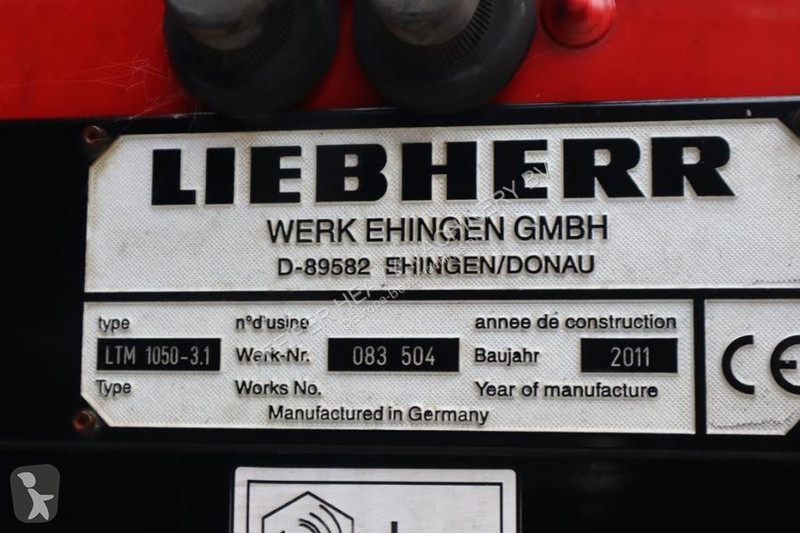 LIEBHERR
WERK EHINGEN GMBH
D-89582 EHINGEN/DONAU
type n°d'usine annee de construction
LTM 1050-3.1 Werk-Nr. 083 504 Baujahr 2011
Type Works No. Year of manufacture
Manufactured in Germany
CE